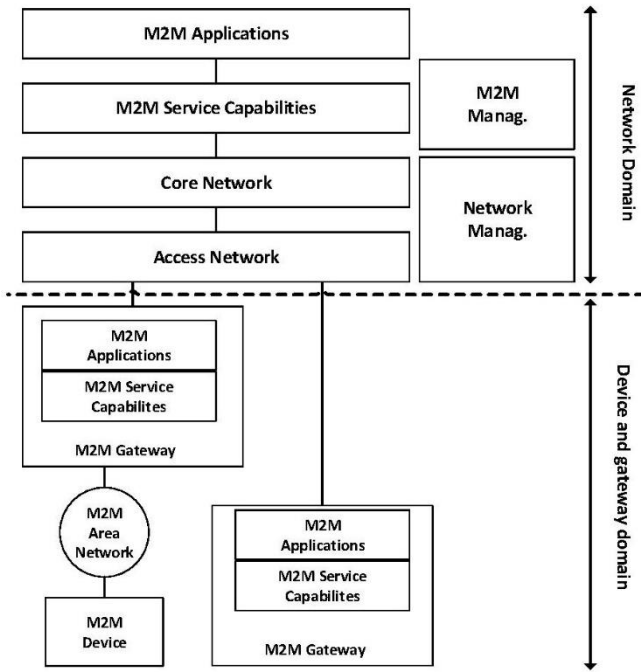 M2M Applications
M2M Service Capabilities
M2M
Manag.
Core Network
Network
Manag.
Access Network
Network Domain
M2M
Applications
M2M Service
Capabilites
M2M Gateway
M2M
Area
Network
M2M
Device
M2M
Applications
M2M Service
Capabilites
M2M Gateway
Device and gateway domain